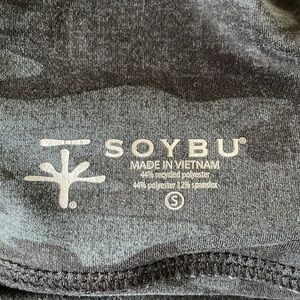 SOYBU®
MADE IN VIETNAM
44% recycled polyester
44% polyester 12% spandex
S